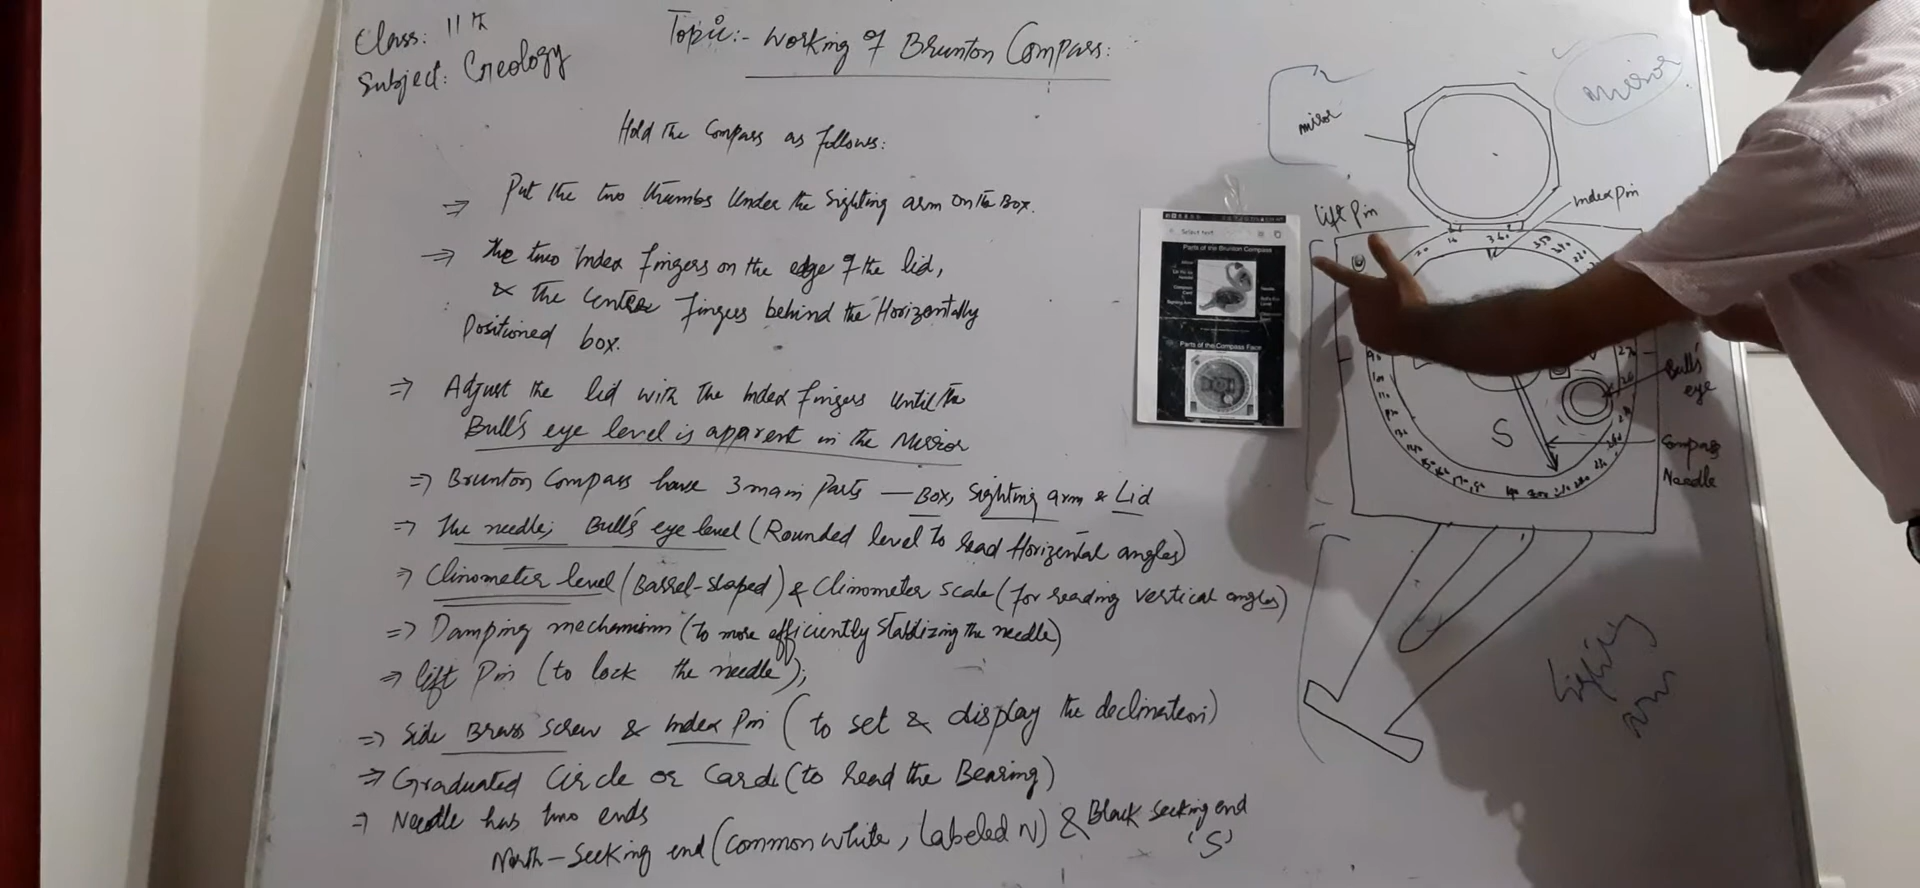 Class: 11th
Subject: Geology
Topic:- Working of Brunton Compass:
Hold the Compass as follows:
⇒ Put the two thumbs Under the Sighting arm on the Box.
⇒ The two Index fingers on the edge of the lid,
& the center fingers behind the Horizontally
Positioned box.
⇒ Adjust the lid with the Index fingers until the
Bull's eye level is apparent in the Mirror
⇒ Brunton Compass have 3 main Parts — Box, Sighting arm & Lid
⇒ The needle; Bull's eye level (Rounded level to read Horizental angles)
⇒ Clinometer level (Barrel-shaped) & Clinometer Scale (for reading vertical angles)
⇒ Damping mechanism (to more efficiently Stablizing the needle)
⇒ lift Pin (to lock the needle);
⇒ Side Brass Screw & Index Pin (to set & display the declination)
⇒ Graduated Circle or Card (to read the Bearing)
⇒ Needle has two ends
North-Seeking end (Common white, Labeled N) & Black Seeking end
'S'
mirror
miror
Index Pin
lift Pin
Select text
Parts of the Brunton Compass
Parts of the Compass Face
Bull's
eye
S
Compass
Needle
Sighting
arm